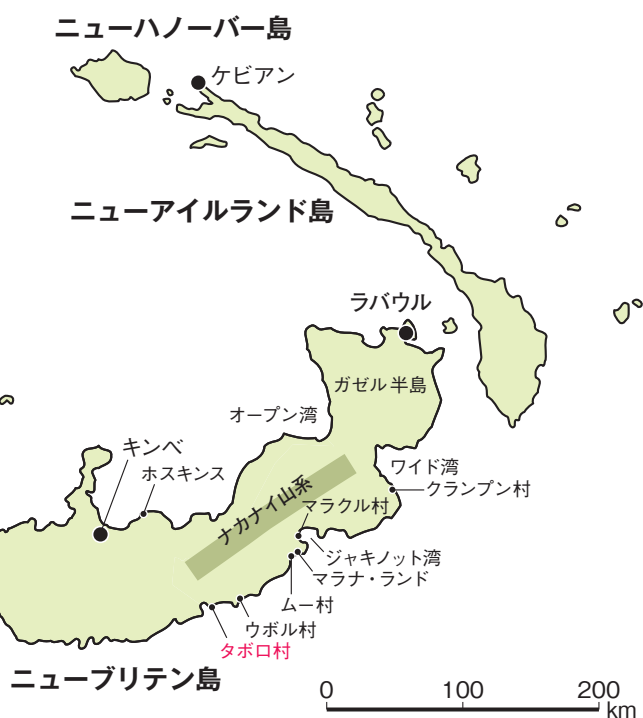 ニューハノーバー島
ケビアン
ニューアイルランド島
ラバウル
ガゼル半島
オープン湾
キンベ
ホスキンス
ワイド湾
クランプン村
ナカナイ山系
マラクル村
ジャキノット湾
マラナ・ランド
ムー村
ウボル村
タボロ村
ニューブリテン島
0 100 200
km